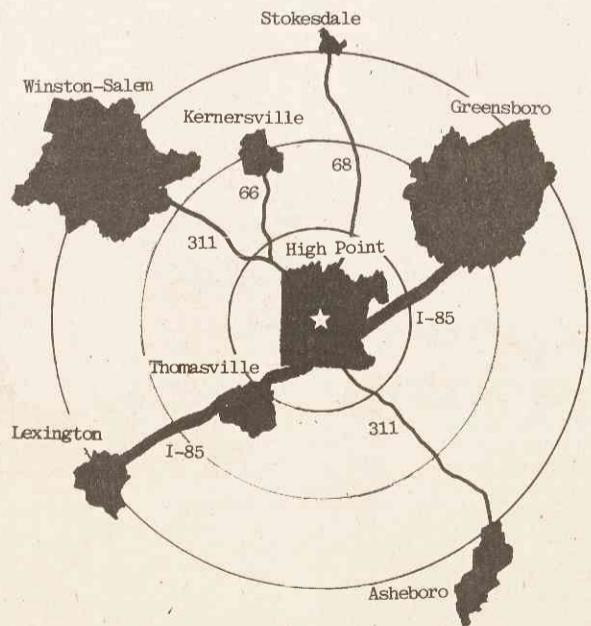 Stokesdale
Winston-Salem
Greensboro
Kernersville
68
66
311
High Point
I-85
Thomasville
311
Lexington
I-85
Asheboro